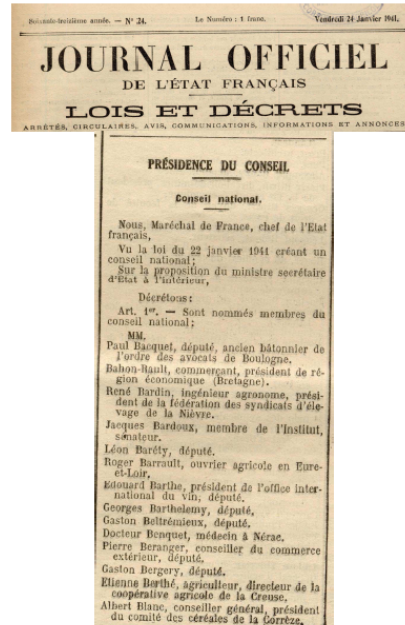 Soixante-treizième année. — N° 24.
Le Numéro : 1 franc.
Vendredi 24 Janvier 1941.
JOURNAL OFFICIEL
DE L'ÉTAT FRANÇAIS
LOIS ET DÉCRETS
ARRÊTÉS, CIRCULAIRES, AVIS, COMMUNICATIONS, INFORMATIONS ET ANNONCES
PRÉSIDENCE DU CONSEIL
Conseil national.
Nous, Maréchal de France, chef de l'Etat
français,
Vu la loi du 22 janvier 1941 créant un
conseil national;
Sur la proposition du ministre secrétaire
d'Etat à l'intérieur,
Décrétons:
Art. 1er. — Sont nommés membres du
conseil national;
MM.
Paul Bacquet, député, ancien bâtonnier de
l'ordre des avocats de Boulogne.
Bahon-Rault, commerçant, président de ré-
gion économique (Bretagne).
René Bardin, ingénieur agronome, prési-
dent de la fédération des syndicats d'éle-
vage de la Nièvre.
Jacques Bardoux, membre de l'Institut,
sénateur.
Léon Baréty, député.
Roger Barrault, ouvrier agricole en Eure-
et-Loir,
Edouard Barthe, président de l'office inter-
national du vin, député.
Georges Barthelemy, député.
Gaston Beltrémieux, député.
Docteur Benquet, médecin à Nérac.
Pierre Beranger, conseiller du commerce
extérieur, député.
Gaston Bergery, député.
Etienne Berthé, agriculteur, directeur de la
coopérative agricole de la Creuse.
Albert Blanc, conseiller général, président
du comité des céréales de la Corrèze.